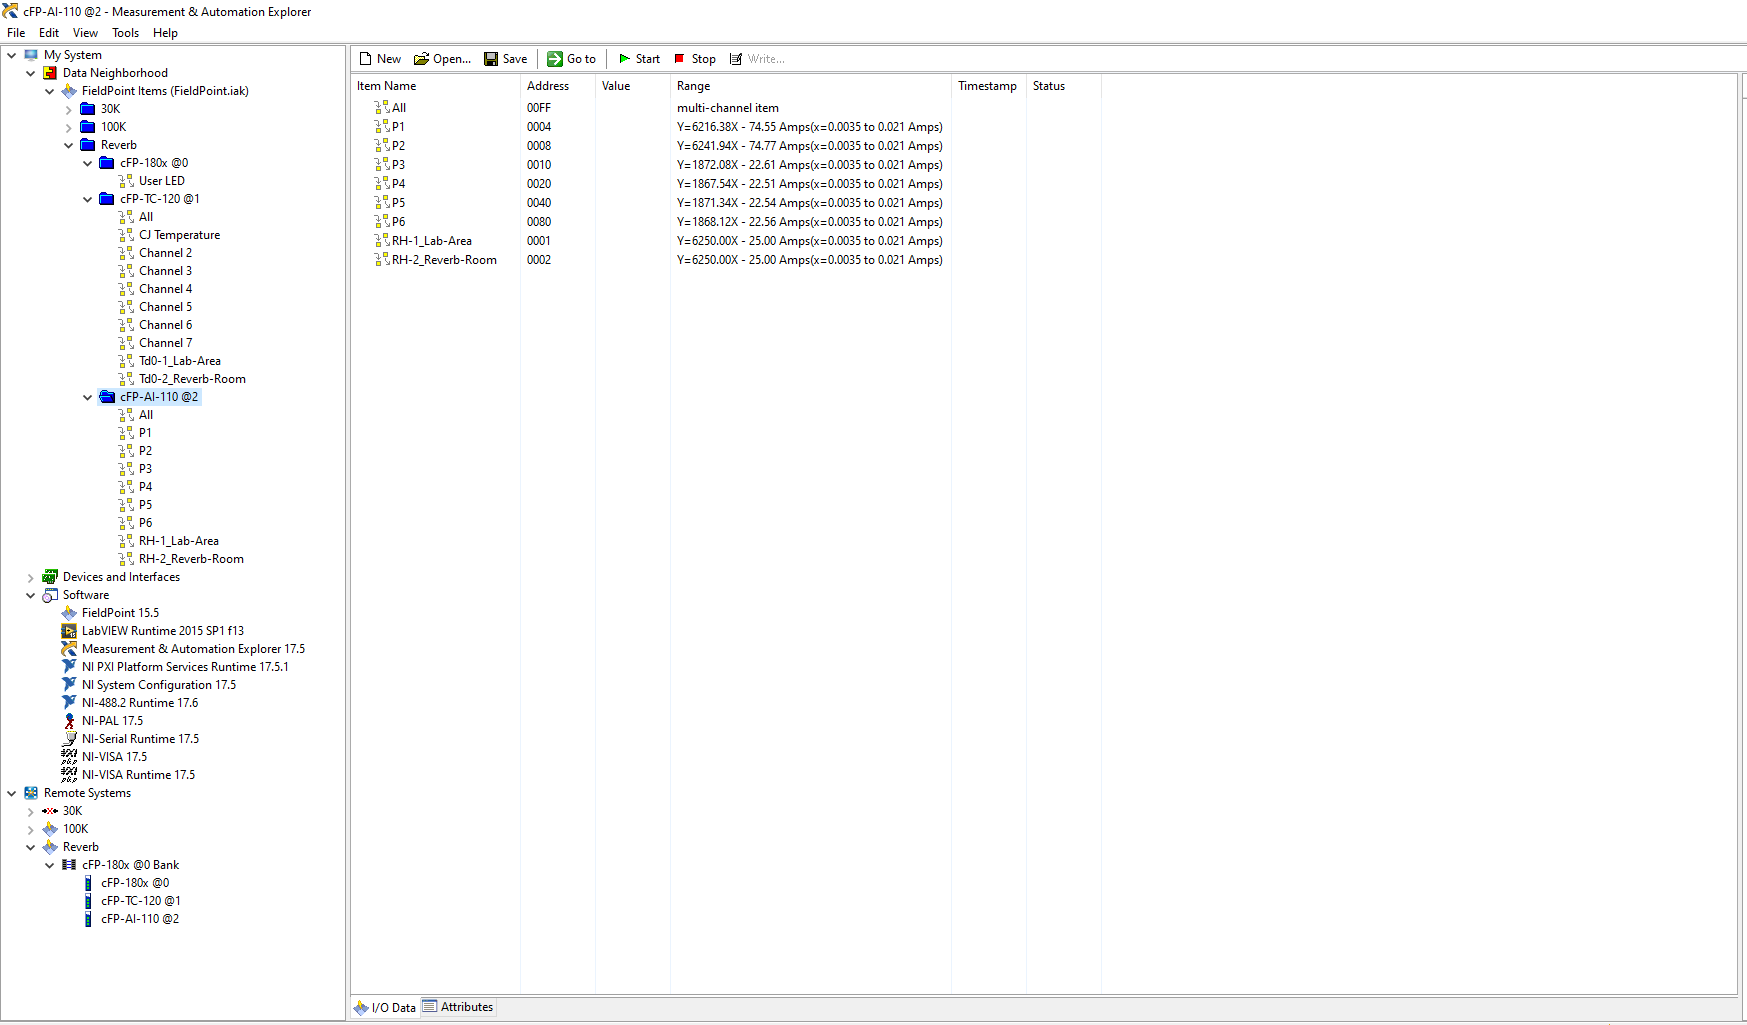 cFP-AI-110 @2 - Measurement & Automation Explorer
File Edit View Tools Help
My System
Data Neighborhood
FieldPoint Items (FieldPoint.iak)
30K
100K
Reverb
cFP-180x @0
User LED
cFP-TC-120 @1
All
CJ Temperature
Channel 2
Channel 3
Channel 4
Channel 5
Channel 6
Channel 7
Td0-1_Lab-Area
Td0-2_Reverb-Room
cFP-AI-110 @2
All
P1
P2
P3
P4
P5
P6
RH-1_Lab-Area
RH-2_Reverb-Room
Devices and Interfaces
Software
FieldPoint 15.5
LabVIEW Runtime 2015 SP1 f13
Measurement & Automation Explorer 17.5
NI PXI Platform Services Runtime 17.5.1
NI System Configuration 17.5
NI-488.2 Runtime 17.6
NI-PAL 17.5
NI-Serial Runtime 17.5
NI-VISA 17.5
NI-VISA Runtime 17.5
Remote Systems
30K
100K
Reverb
cFP-180x @0 Bank
cFP-180x @0
cFP-TC-120 @1
cFP-AI-110 @2
New Open... Save Go to Start Stop Write...
Item Name Address Value Range Timestamp Status
All 00FF multi-channel item
P1 0004 Y=6216.38X - 74.55 Amps(x=0.0035 to 0.021 Amps)
P2 0008 Y=6241.94X - 74.77 Amps(x=0.0035 to 0.021 Amps)
P3 0010 Y=1872.08X - 22.61 Amps(x=0.0035 to 0.021 Amps)
P4 0020 Y=1867.54X - 22.51 Amps(x=0.0035 to 0.021 Amps)
P5 0040 Y=1871.34X - 22.54 Amps(x=0.0035 to 0.021 Amps)
P6 0080 Y=1868.12X - 22.56 Amps(x=0.0035 to 0.021 Amps)
RH-1_Lab-Area 0001 Y=6250.00X - 25.00 Amps(x=0.0035 to 0.021 Amps)
RH-2_Reverb-Room 0002 Y=6250.00X - 25.00 Amps(x=0.0035 to 0.021 Amps)
I/O Data Attributes